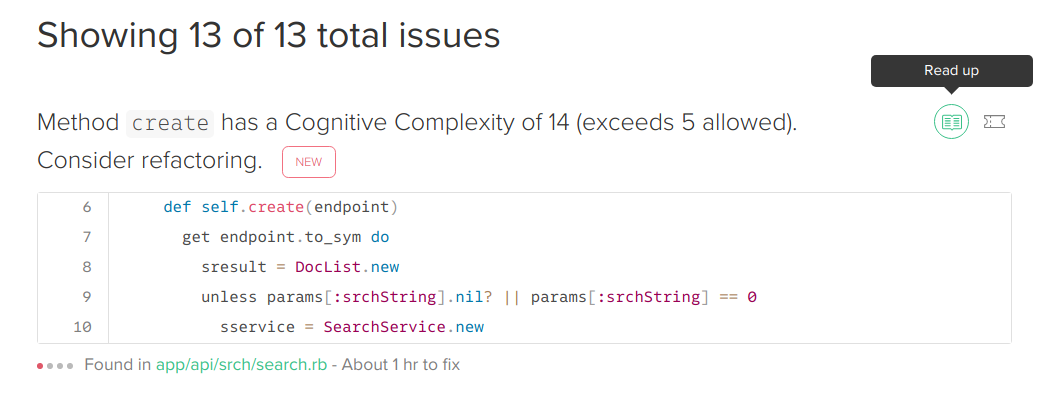 Showing 13 of 13 total issues
Read up
Method create has a Cognitive Complexity of 14 (exceeds 5 allowed).
Consider refactoring. NEW
6 def self.create(endpoint)
7 get endpoint.to_sym do
8 sresult = DocList.new
9 unless params[:srchString].nil? || params[:srchString] == 0
10 sservice = SearchService.new
Found in app/api/srch/search.rb - About 1 hr to fix